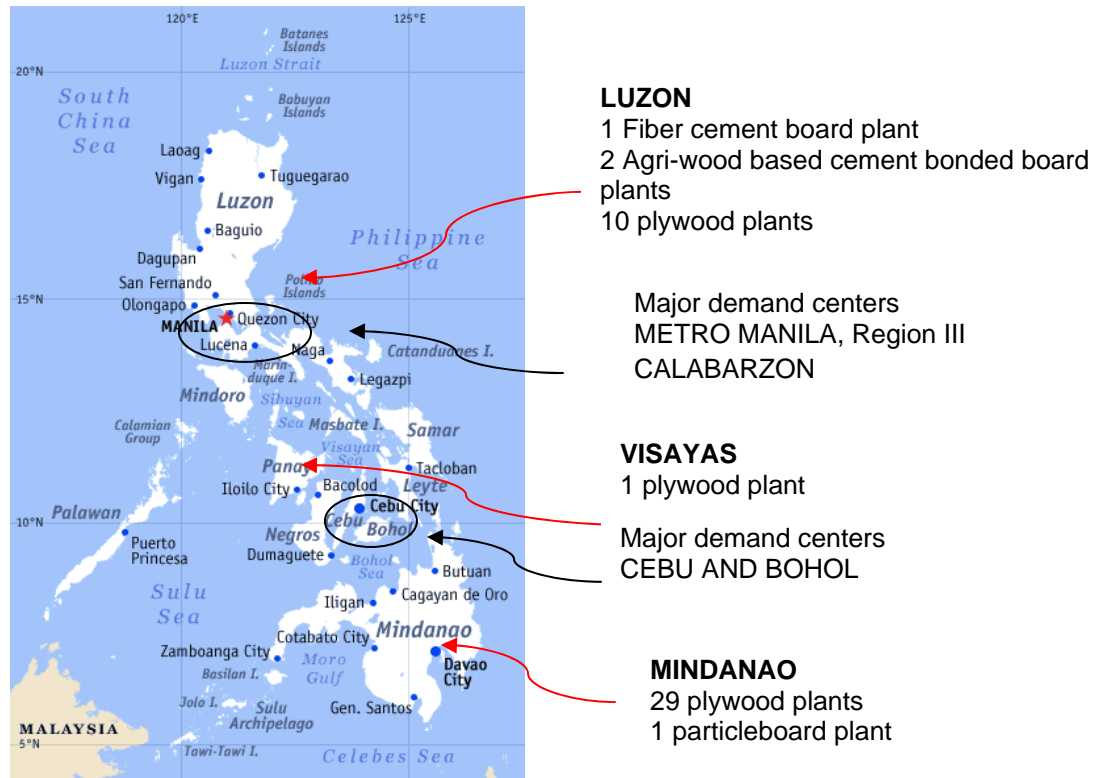 120°E
125°E
Batanes
Islands
Luzon Strait
20°N
South
China
Sea
Babuyan
Islands
Laoag
Vigan
Tuguegarao
Luzon
Baguio
Philippine
Sea
Dagupan
San Fernando
Polillo
Islands
15°N
Olongapo
MANILA
Quezon City
Lucena
Naga
Catanduanes I.
Marin-
duque I.
Legazpi
Mindoro
Sibuyan
Sea
Masbate I.
Calamian
Group
Samar
Visayan
Sea
Panay
Tacloban
Iloilo City
Bacolod
Leyte
Cebu City
Palawan
10°N
Cebu
Bohol
Negros
Puerto
Princesa
Dumaguete
Bohol
Sea
Butuan
Sulu
Sea
Cagayan de Oro
Iligan
Cotabato City
Mindanao
Zamboanga City
Moro
Gulf
Davao
City
Basilan I.
Jolo I.
Sulu
Archipelago
Gen. Santos
MALAYSIA
5°N
Tawi-Tawi I.
Celebes Sea
LUZON
1 Fiber cement board plant
2 Agri-wood based cement bonded board
plants
10 plywood plants
Major demand centers
METRO MANILA, Region III
CALABARZON
VISAYAS
1 plywood plant
Major demand centers
CEBU AND BOHOL
MINDANAO
29 plywood plants
1 particleboard plant